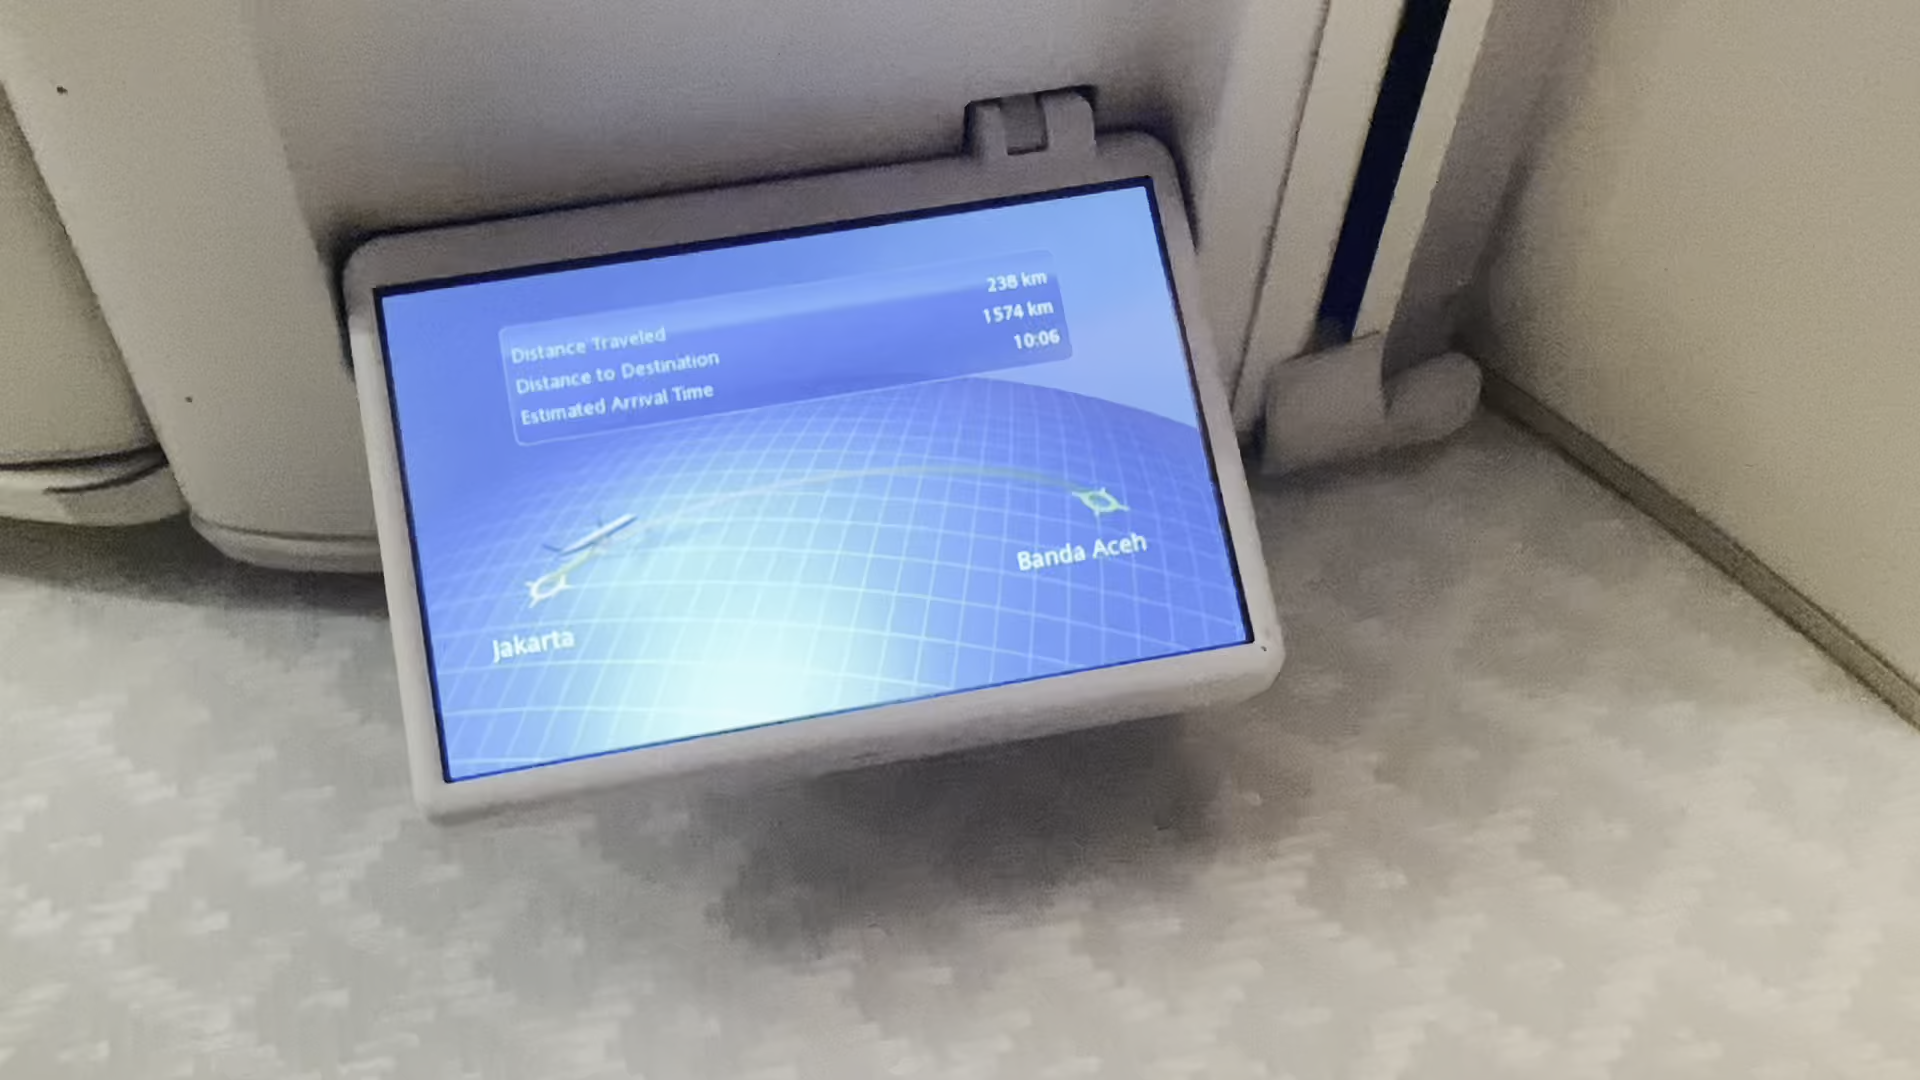 Distance Traveled 238 km
Distance to Destination 1574 km
Estimated Arrival Time 10:06
Banda Aceh
Jakarta